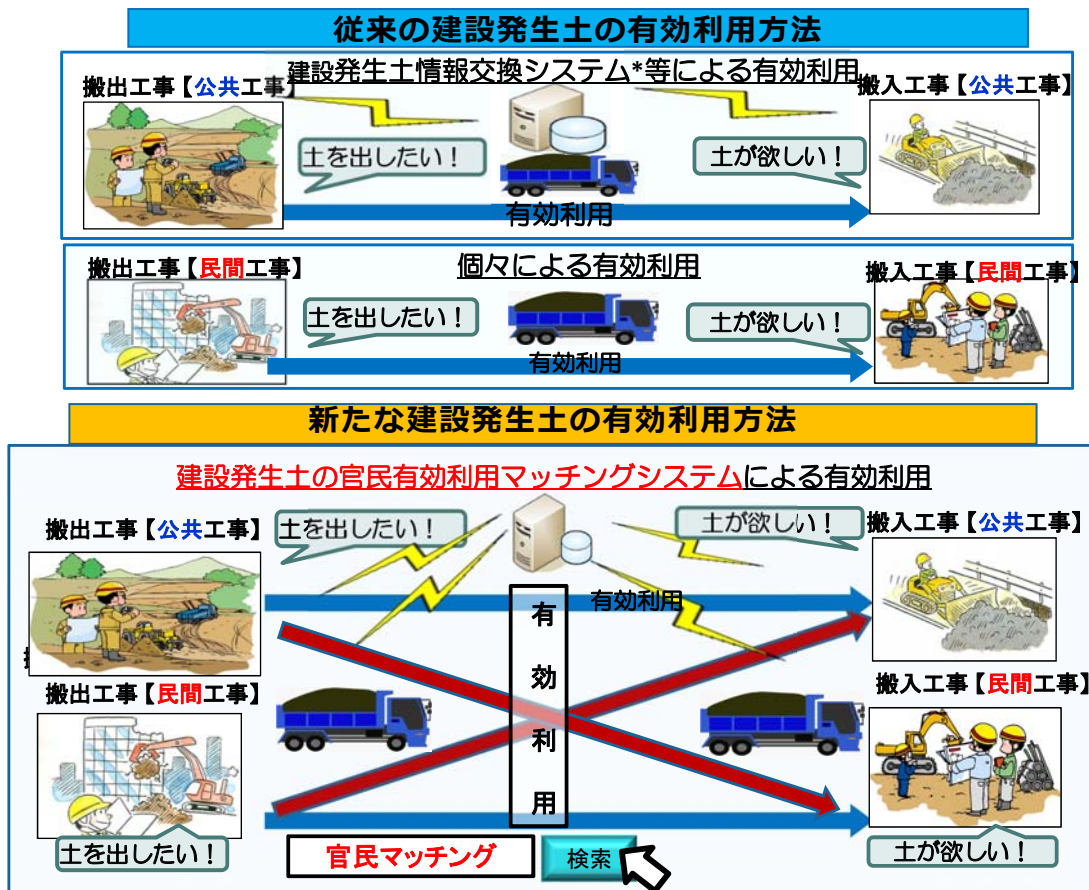 従来の建設発生土の有効利用方法
建設発生土情報交換システム*等による有効利用
搬出工事【公共工事】
搬入工事【公共工事】
土を出したい！
土が欲しい！
有効利用
搬出工事【民間工事】
個々による有効利用
搬入工事【民間工事】
土を出したい！
土が欲しい！
有効利用
新たな建設発生土の有効利用方法
建設発生土の官民有効利用マッチングシステムによる有効利用
搬出工事【公共工事】
土を出したい！
土が欲しい！
搬入工事【公共工事】
有効利用
有効利用
搬出工事【民間工事】
搬入工事【民間工事】
土を出したい！
官民マッチング
検索
土が欲しい！